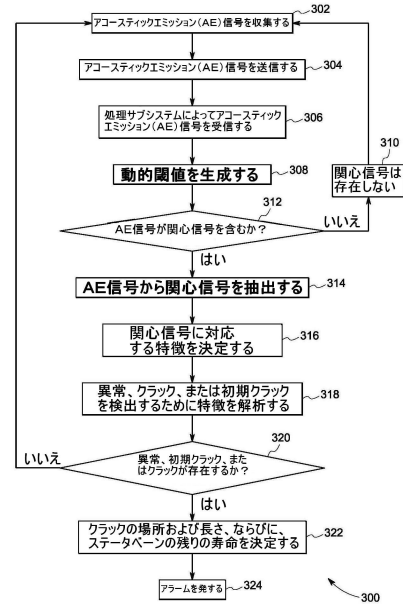 アコースティックエミッション(AE)信号を収集する
302
アコースティックエミッション(AE)信号を送信する
304
処理サブシステムによってアコースティック
エミッション(AE)信号を受信する
306
動的閾値を生成する
308
関心信号は
存在しない
310
AE信号が関心信号を含むか?
312
いいえ
はい
AE信号から関心信号を抽出する
314
関心信号に対応
する特徴を決定する
316
異常、クラック、または初期クラック
を検出するために特徴を解析する
318
異常、初期クラック、また
はクラックが存在するか?
320
いいえ
はい
クラックの場所および長さ、ならびに、
ステータベーンの残りの寿命を決定する
322
アラームを発する
324
300